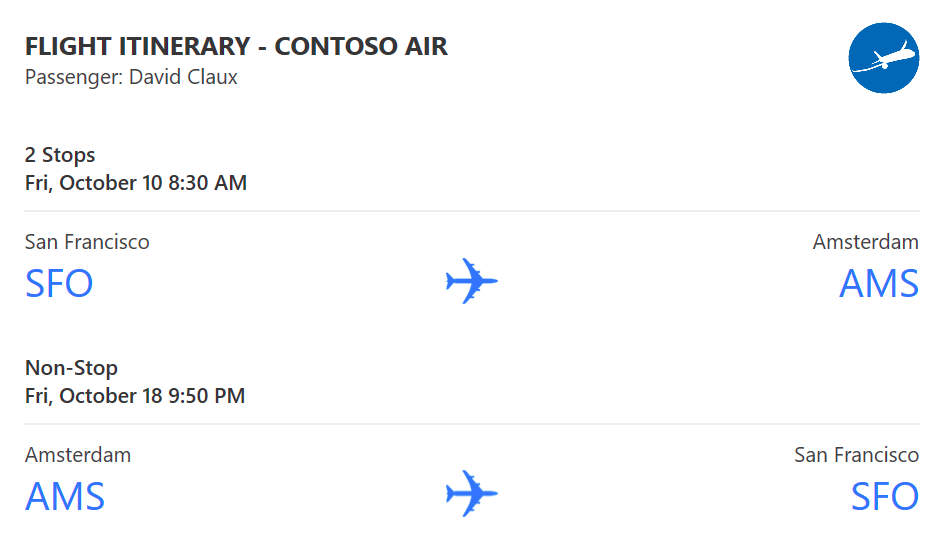 FLIGHT ITINERARY - CONTOSO AIR
Passenger: David Claux
2 Stops
Fri, October 10 8:30 AM
San Francisco
Amsterdam
SFO
AMS
Non-Stop
Fri, October 18 9:50 PM
Amsterdam
San Francisco
AMS
SFO